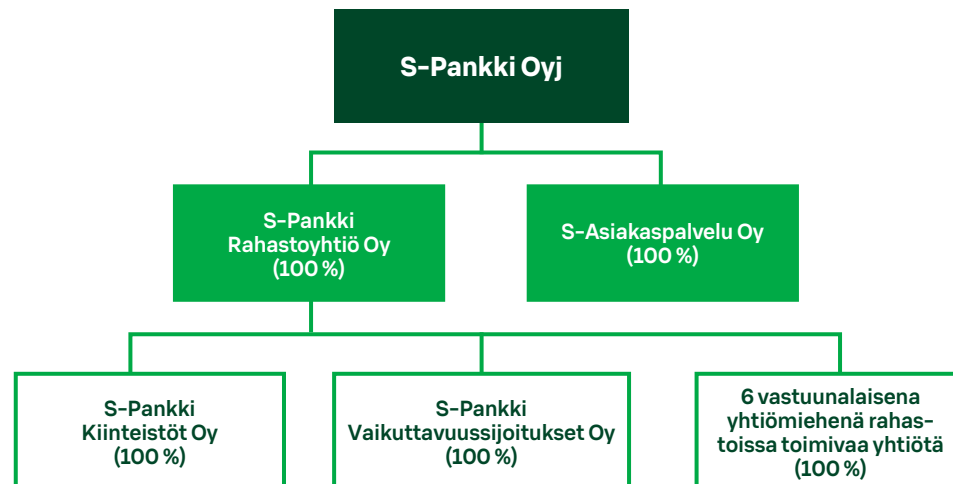 S-Pankki Oyj
S-Pankki
Rahastoyhtiö Oy
(100 %)
S-Asiakaspalvelu Oy
(100 %)
S-Pankki
Kiinteistöt Oy
(100 %)
S-Pankki
Vaikuttavuussijoitukset Oy
(100 %)
6 vastuunalaisena
yhtiömiehenä rahas-
toissa toimivaa yhtiötä
(100 %)